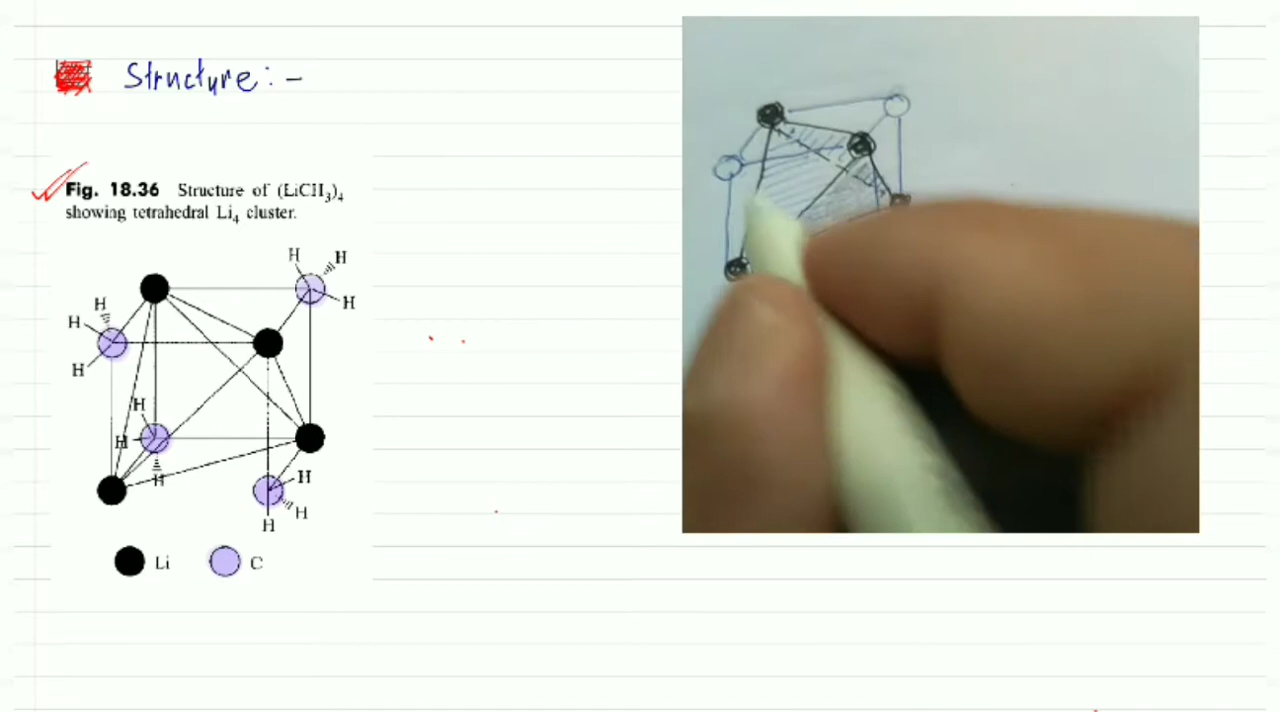 Structure:-
Fig. 18.36 Structure of (LiCH₃)₄
showing tetrahedral Li₄ cluster.
H H
H
H
H
H
H
H
H
H
H
H
Li C